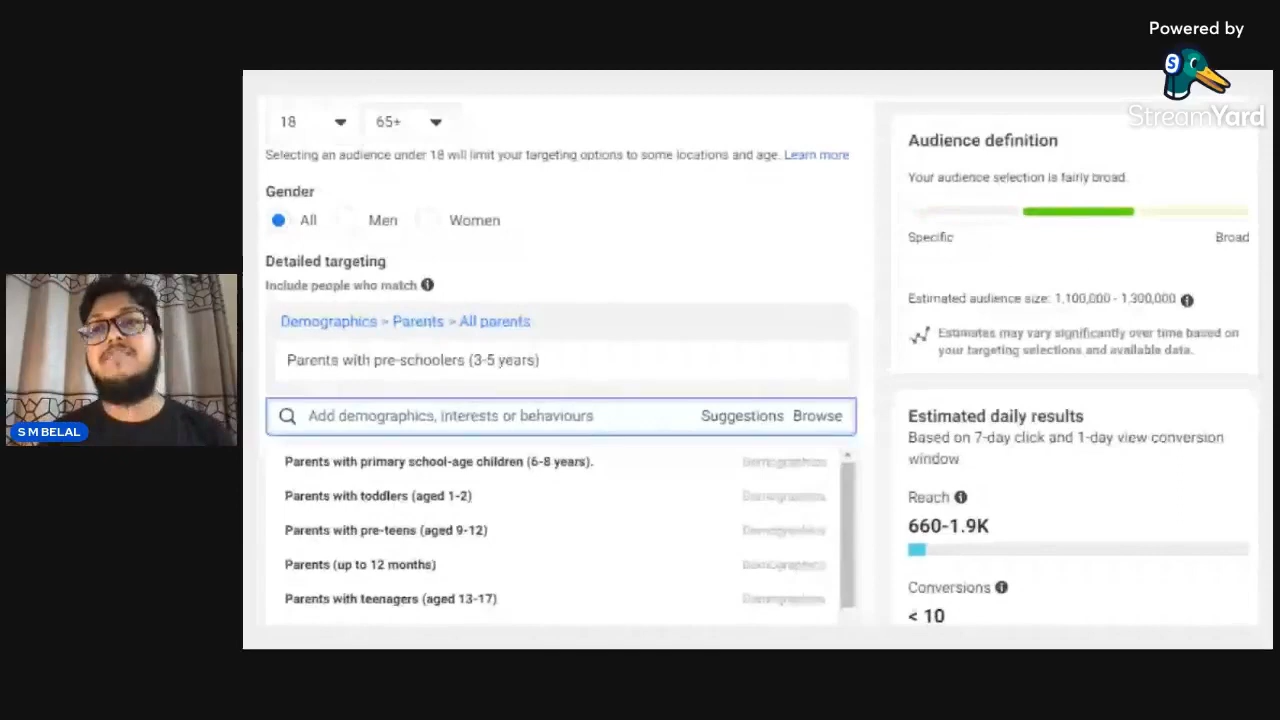 Powered by
StreamYard
18
65+
Selecting an audience under 18 will limit your targeting options to some locations and age. Learn more
Gender
All
Men
Women
Detailed targeting
Include people who match
Demographics > Parents > All parents
Parents with pre-schoolers (3-5 years)
Add demographics, interests or behaviours
Suggestions
Browse
Parents with primary school-age children (6-8 years).
Demographics
Parents with toddlers (aged 1-2)
Demographics
Parents with pre-teens (aged 9-12)
Demographics
Parents (up to 12 months)
Demographics
Parents with teenagers (aged 13-17)
Demographics
Audience definition
Your audience selection is fairly broad.
Specific
Broad
Estimated audience size: 1,100,000 - 1,300,000
Estimates may vary significantly over time based on
your targeting selections and available data.
Estimated daily results
Based on 7-day click and 1-day view conversion
window
Reach
660-1.9K
Conversions
< 10
S M BELAL